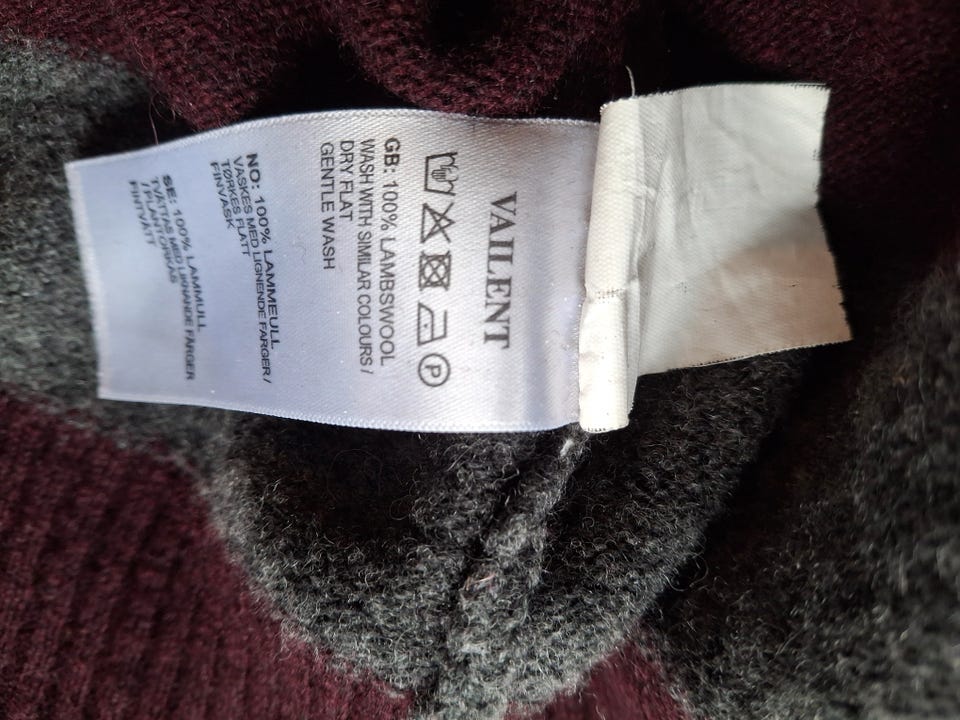 VAILENT
P
GB: 100% LAMBSWOOL
WASH WITH SIMILAR COLOURS /
DRY FLAT
GENTLE WASH
NO: 100% LAMMEULL
VASKES MED LIGNENDE FARGER /
TØRKES FLATT
FINVASK
SE: 100% LAMMULL
TVÄTTAS MED LIKNANDE FÄRGER
/ PLANTORKAS
FINTVÄTT